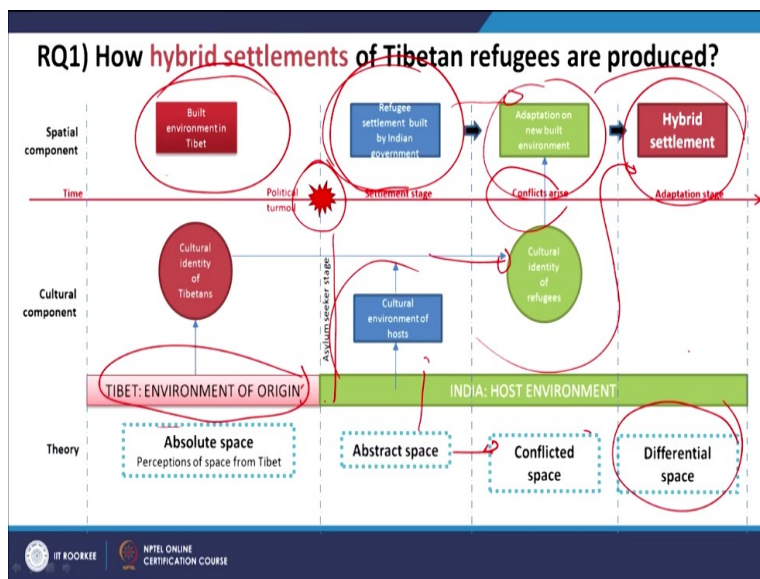 RQ1) How hybrid settlements of Tibetan refugees are produced?
Spatial
component
Built
environment in
Tibet
Refugee
settlement built
by Indian
government
Adaptation on
new built
environment
Hybrid
settlement
Time
Political
turmoil
Settlement stage
Conflicts arise
Adaptation stage
Cultural
component
Cultural
identity
of
Tibetans
Asylum seeker stage
Cultural
environment of
hosts
Cultural
identity
of
refugees
TIBET: ENVIRONMENT OF ORIGIN
INDIA: HOST ENVIRONMENT
Theory
Absolute space
Perceptions of space from Tibet
Abstract space
Conflicted
space
Differential
space
IIT ROORKEE
NPTEL ONLINE
CERTIFICATION COURSE